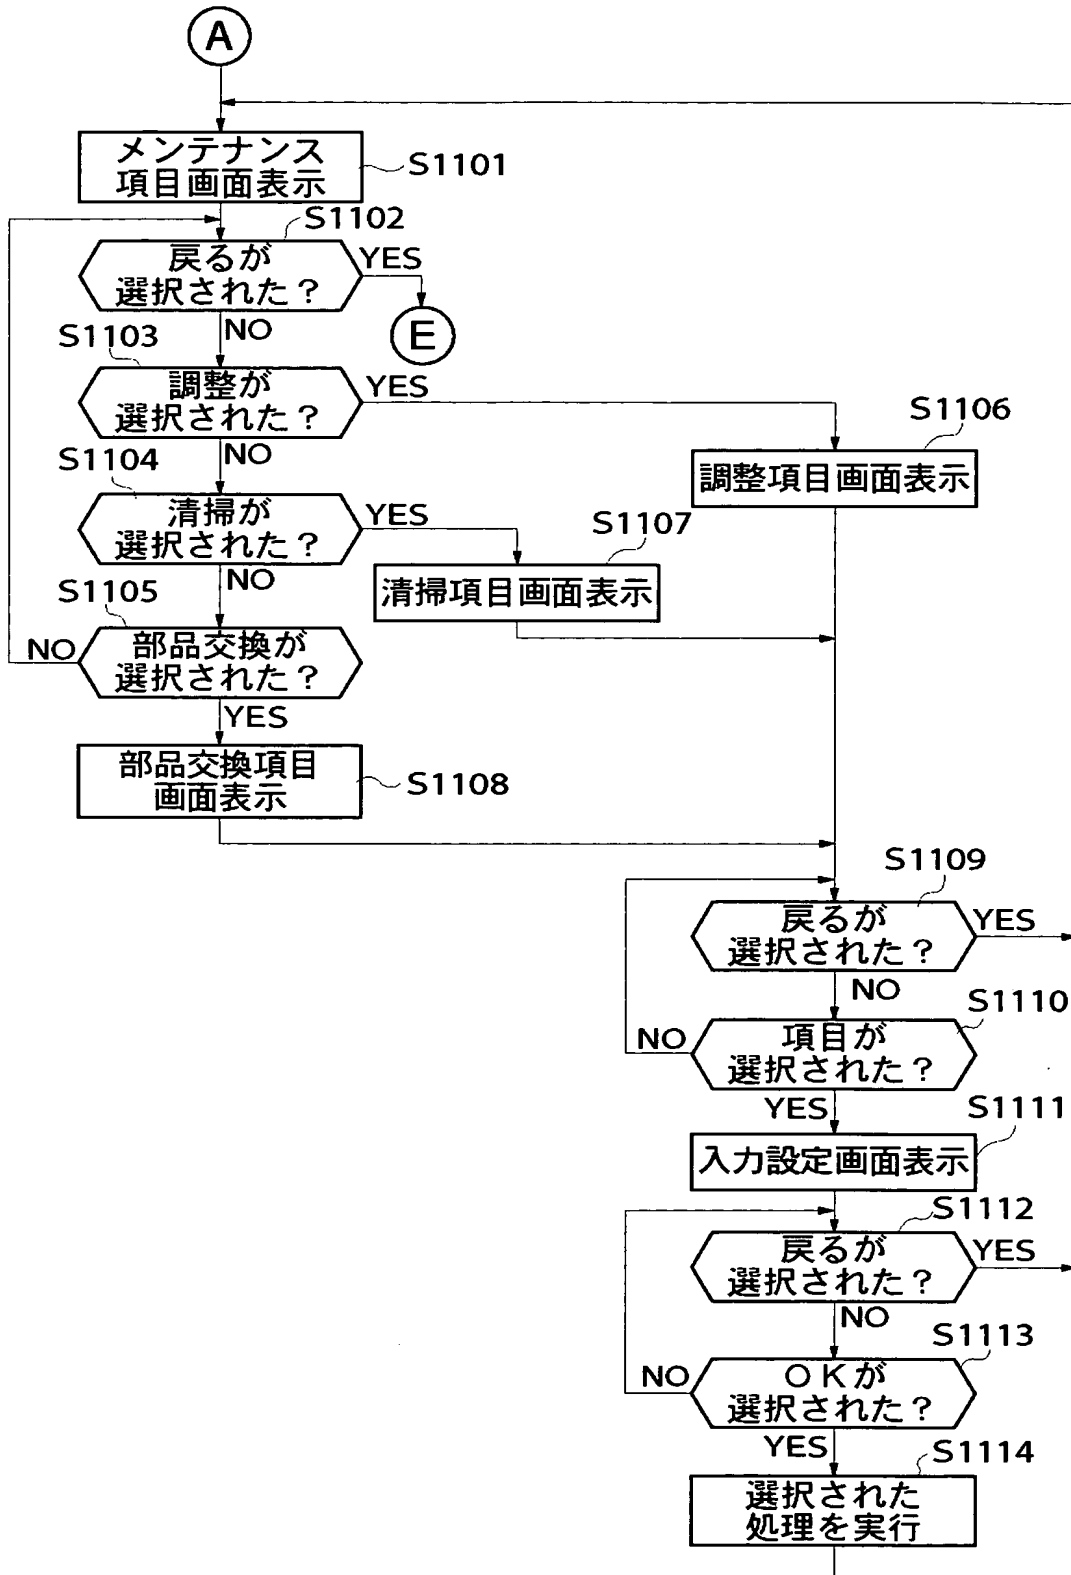 A
メンテナンス
項目画面表示
S1101
S1102
戻るが
選択された？
YES
NO
E
S1103
調整が
選択された？
YES
NO
S1106
調整項目画面表示
S1104
清掃が
選択された？
YES
NO
S1107
清掃項目画面表示
S1105
部品交換が
選択された？
NO
YES
部品交換項目
画面表示
S1108
S1109
戻るが
選択された？
YES
NO
S1110
項目が
選択された？
NO
YES
S1111
入力設定画面表示
S1112
戻るが
選択された？
YES
NO
S1113
ＯＫが
選択された？
NO
YES
S1114
選択された
処理を実行